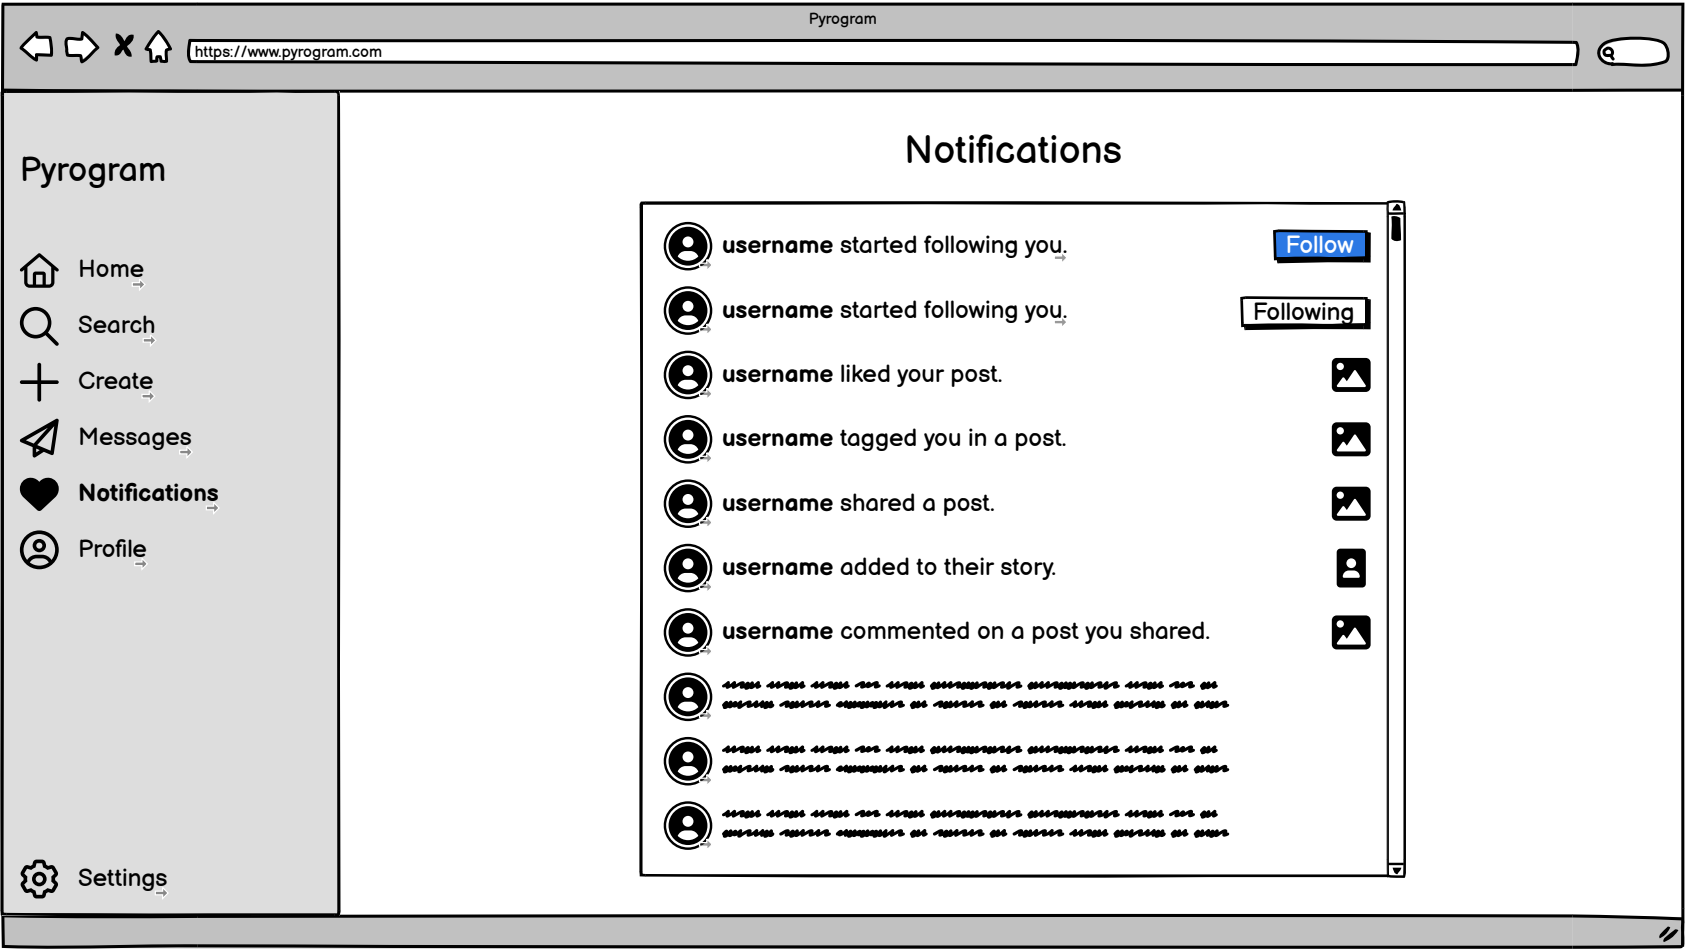 Pyrogram
https://www.pyrogram.com
Pyrogram
Home
Search
Create
Messages
Notifications
Profile
Settings
Notifications
username started following you.
Follow
username started following you.
Following
username liked your post.
username tagged you in a post.
username shared a post.
username added to their story.
username commented on a post you shared.